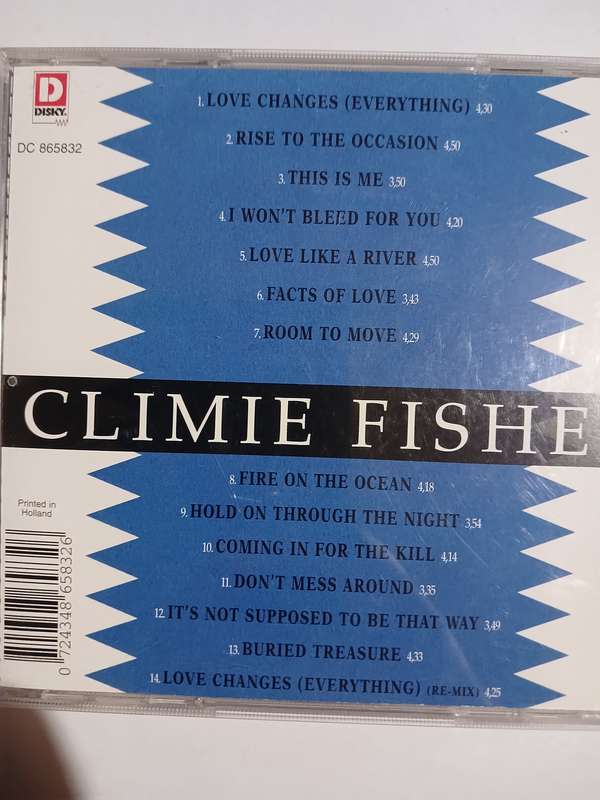 D
DISKY
DC 865832
1. LOVE CHANGES (EVERYTHING) 4,30
2. RISE TO THE OCCASION 4,50
3. THIS IS ME 3,50
4. I WON'T BLEED FOR YOU 4,20
5. LOVE LIKE A RIVER 4,50
6. FACTS OF LOVE 3,43
7. ROOM TO MOVE 4,29
CLIMIE FISHE
8. FIRE ON THE OCEAN 4,18
9. HOLD ON THROUGH THE NIGHT 3,54
10. COMING IN FOR THE KILL 4,14
11. DON'T MESS AROUND 3,35
12. IT'S NOT SUPPOSED TO BE THAT WAY 3,49
13. BURIED TREASURE 4,33
14. LOVE CHANGES (EVERYTHING) (RE-MIX) 4,25
Printed in
Holland
0 724348 658326